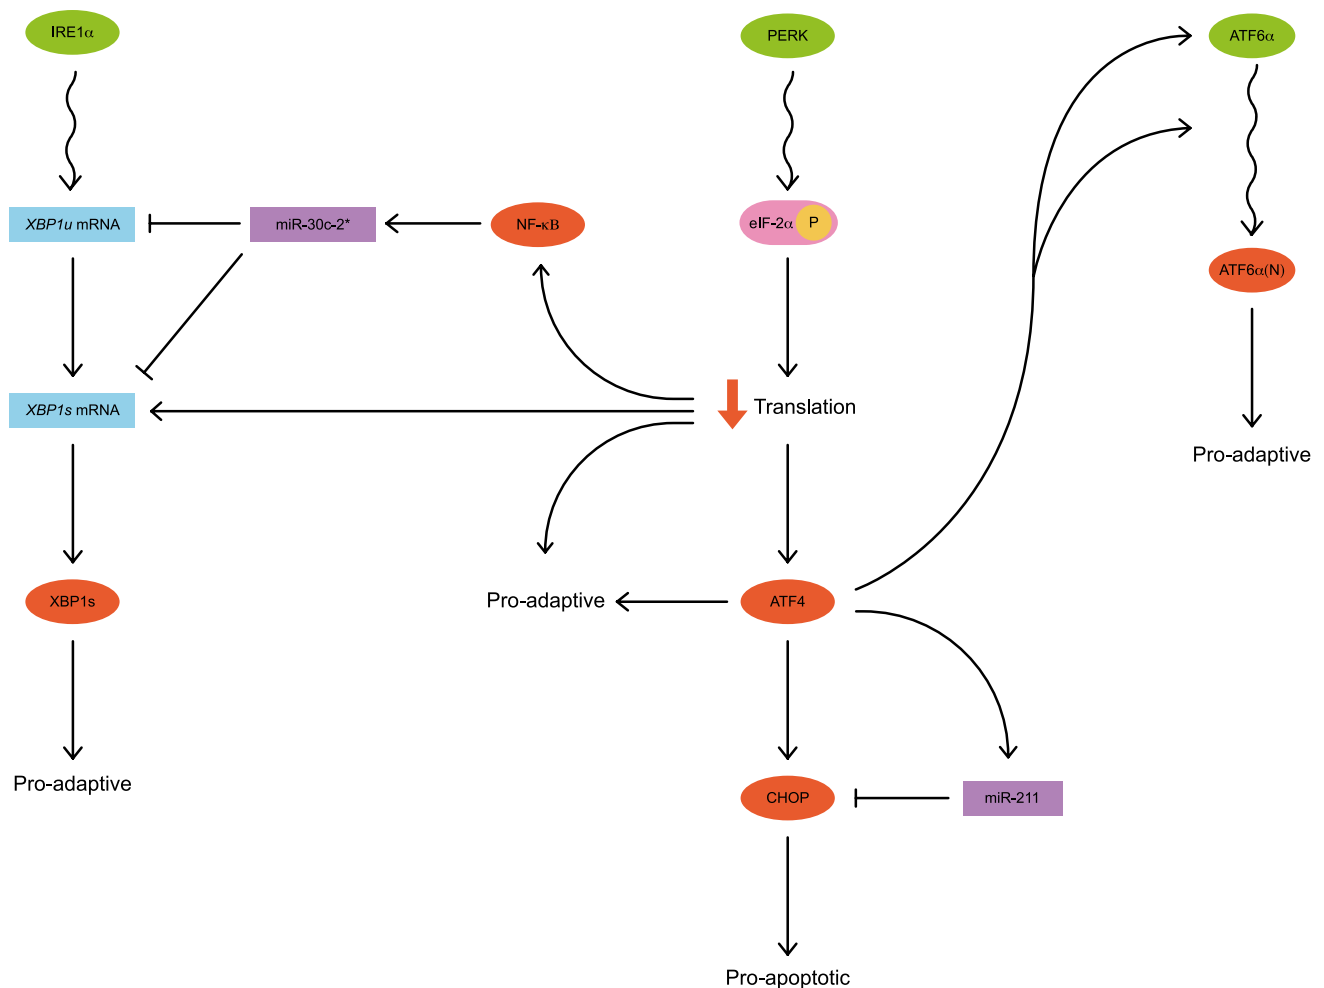 IRE1α
PERK
ATF6α
XBP1u mRNA
miR-30c-2*
NF-κB
eIF-2α
P
ATF6α(N)
XBP1s mRNA
Translation
Pro-adaptive
XBP1s
Pro-adaptive
ATF4
Pro-adaptive
CHOP
miR-211
Pro-apoptotic